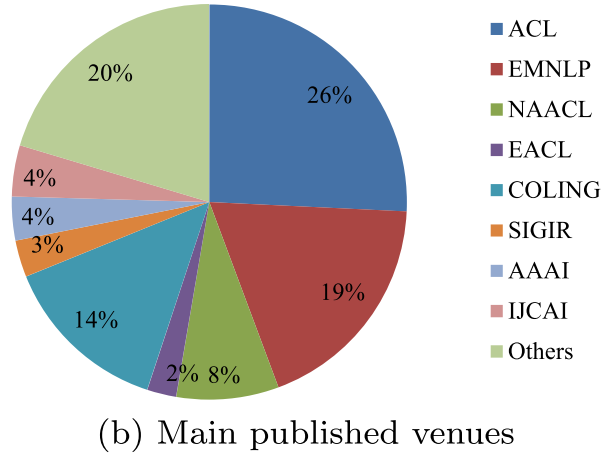 ACL
EMNLP
NAACL
EACL
COLING
SIGIR
AAAI
IJCAI
Others
26%
19%
8%
2%
14%
3%
4%
4%
20%
(b) Main published venues